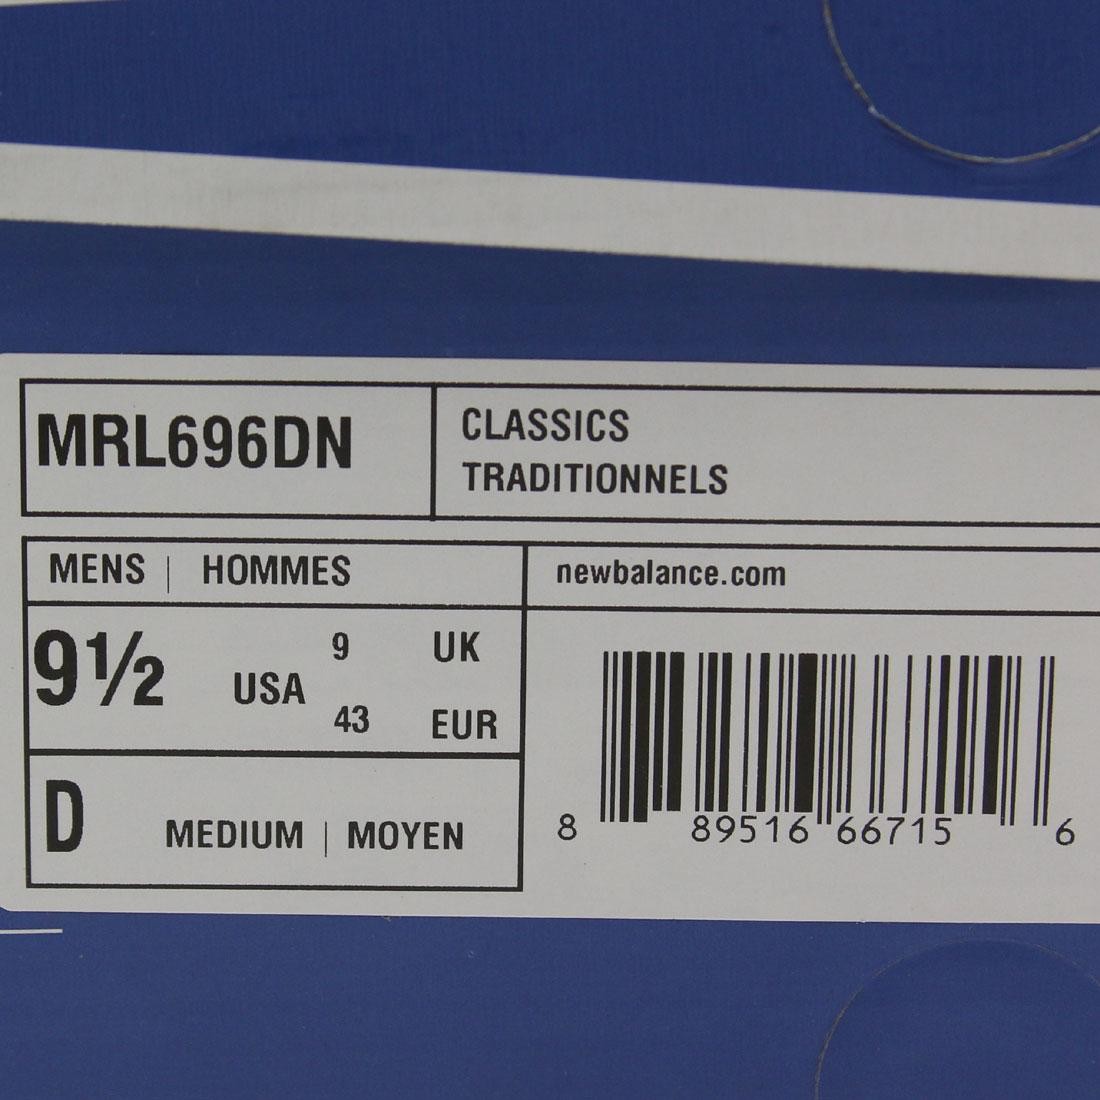 MRL696DN
CLASSICS
TRADITIONNELS
MENS | HOMMES
newbalance.com
9½ USA
9 UK
43 EUR
D MEDIUM | MOYEN
8 89516 66715 6